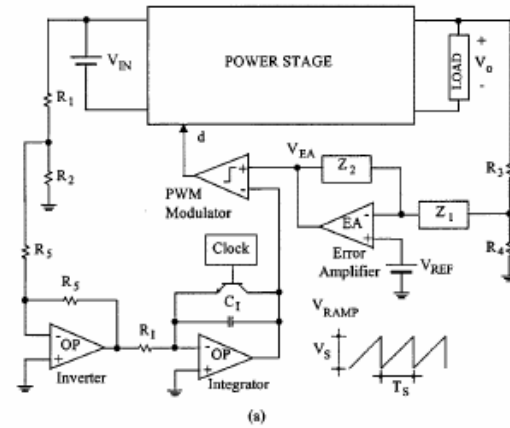 POWER STAGE
V_IN
LOAD
+
V_o
-
R_1
R_2
d
PWM
Modulator
+
-
V_EA
Z_2
Z_1
R_3
R_4
EA
-
+
Error
Amplifier
V_REF
Clock
C_I
R_5
R_5
R_I
-
+
OP
Inverter
-
+
OP
Integrator
V_RAMP
V_S
T_S
(a)